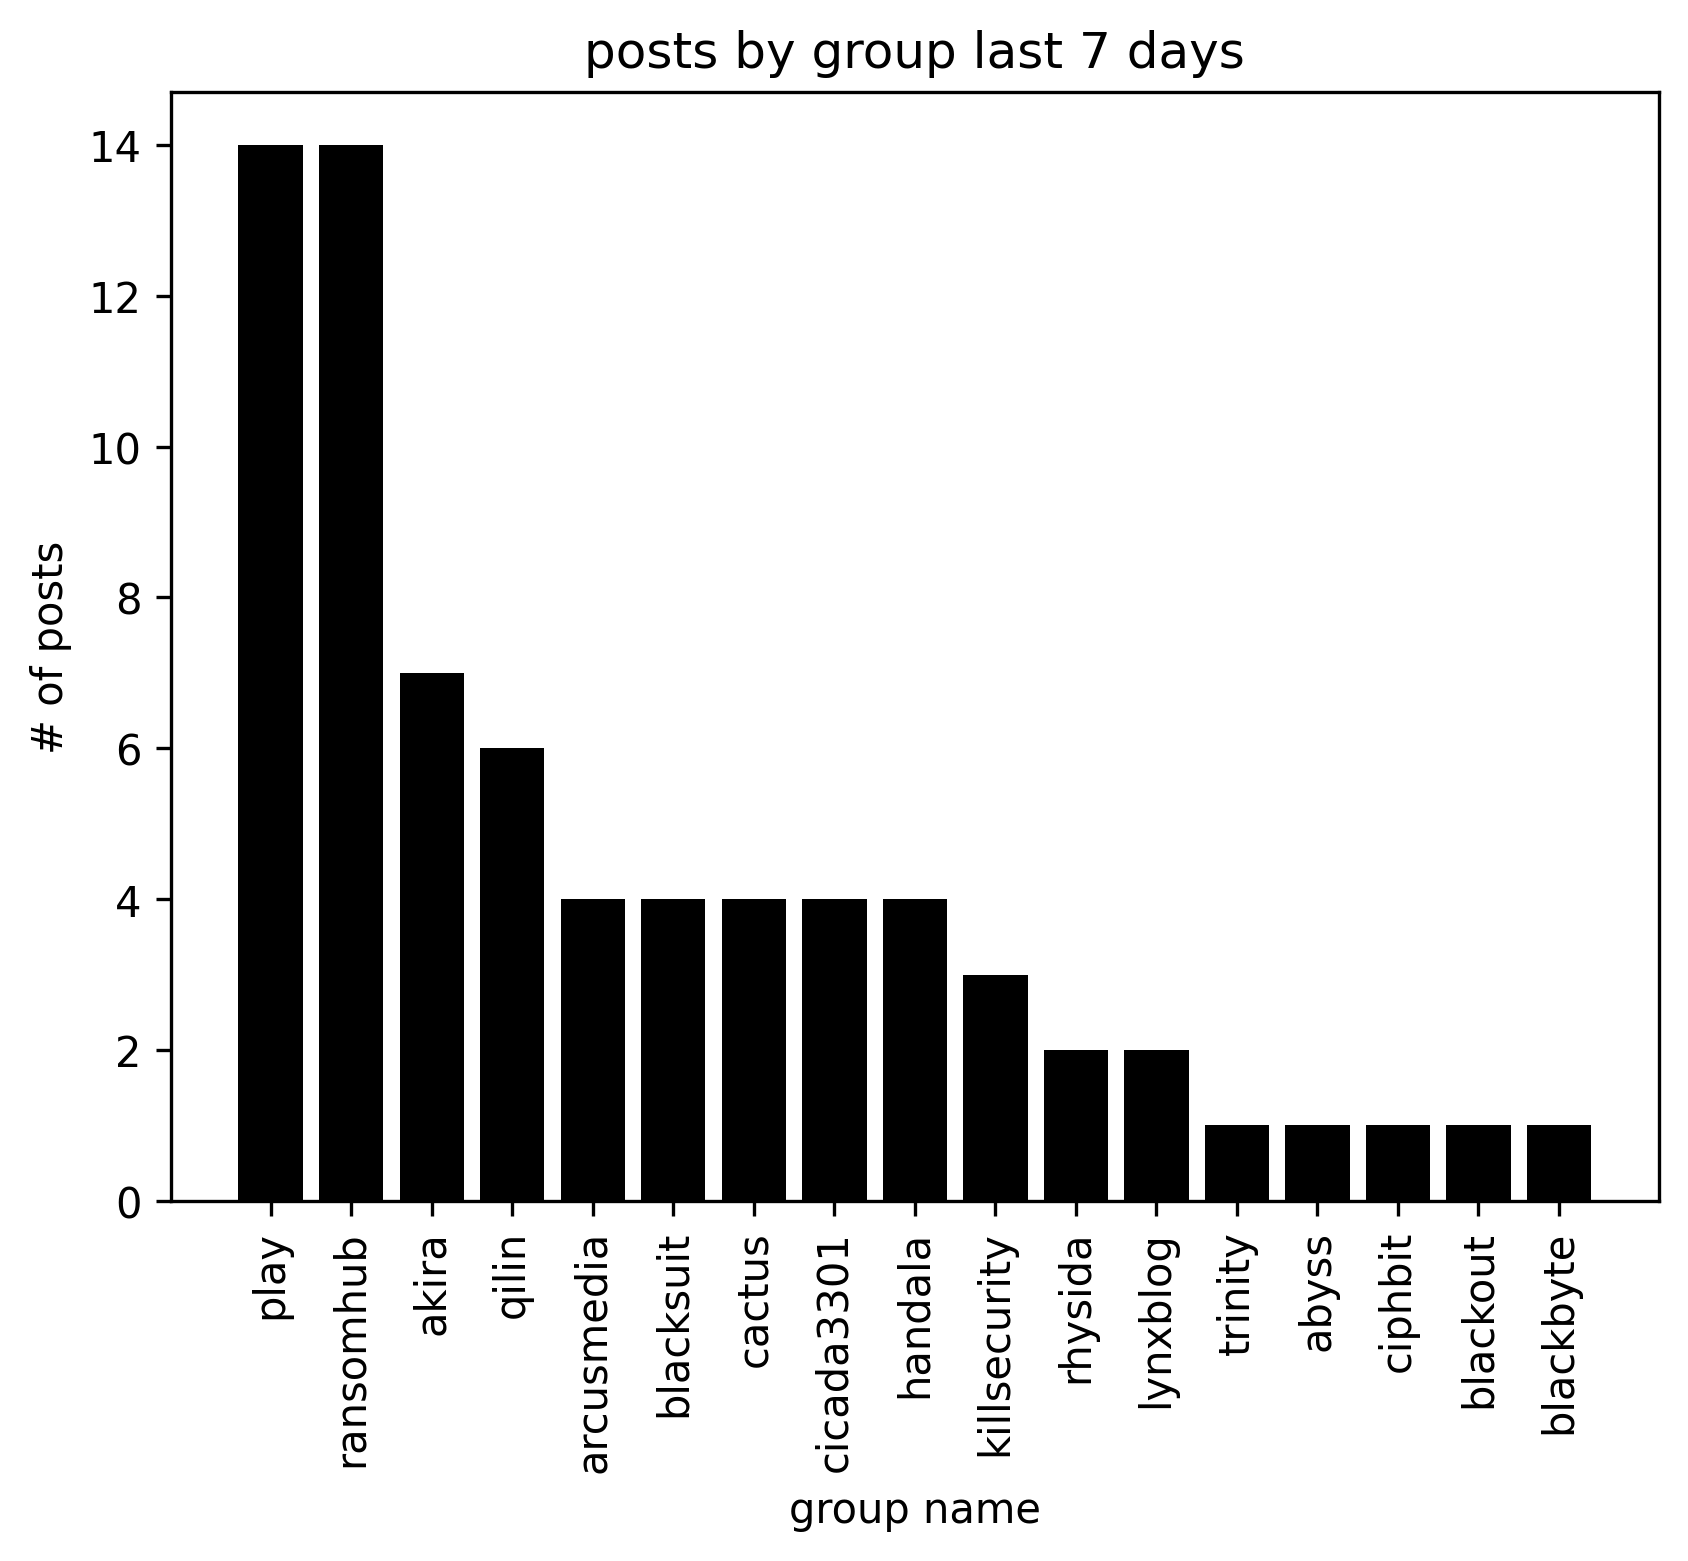 posts by group last 7 days
# of posts
14
12
10
8
6
4
2
0
play
ransomhub
akira
qilin
arcusmedia
blacksuit
cactus
cicada3301
handala
killsecurity
rhysida
lynxblog
trinity
abyss
ciphbit
blackout
blackbyte
group name